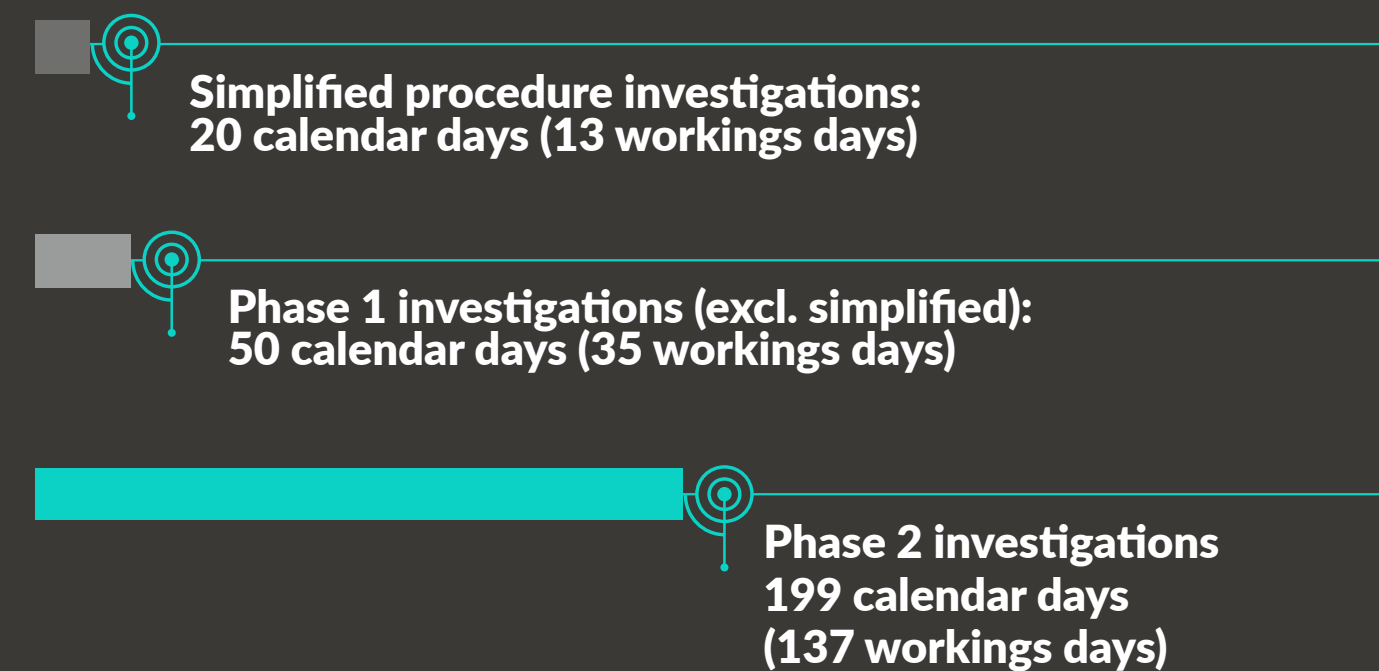 Simplified procedure investigations:
20 calendar days (13 workings days)
Phase 1 investigations (excl. simplified):
50 calendar days (35 workings days)
Phase 2 investigations
199 calendar days
(137 workings days)